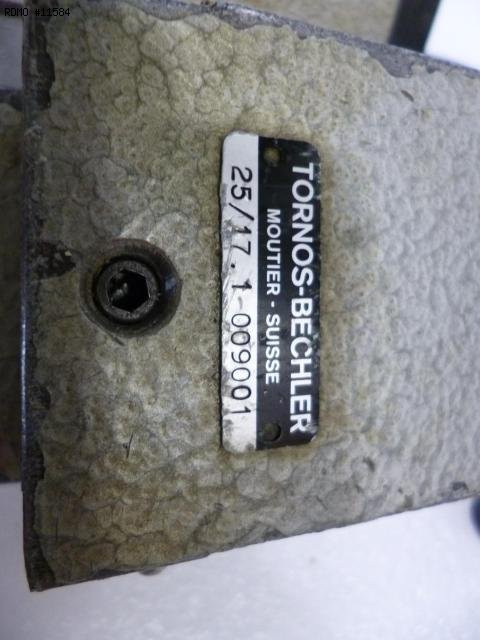 RDMO #11584
TORNOS-BECHLER
MOUTIER - SUISSE
25/17.1-009001